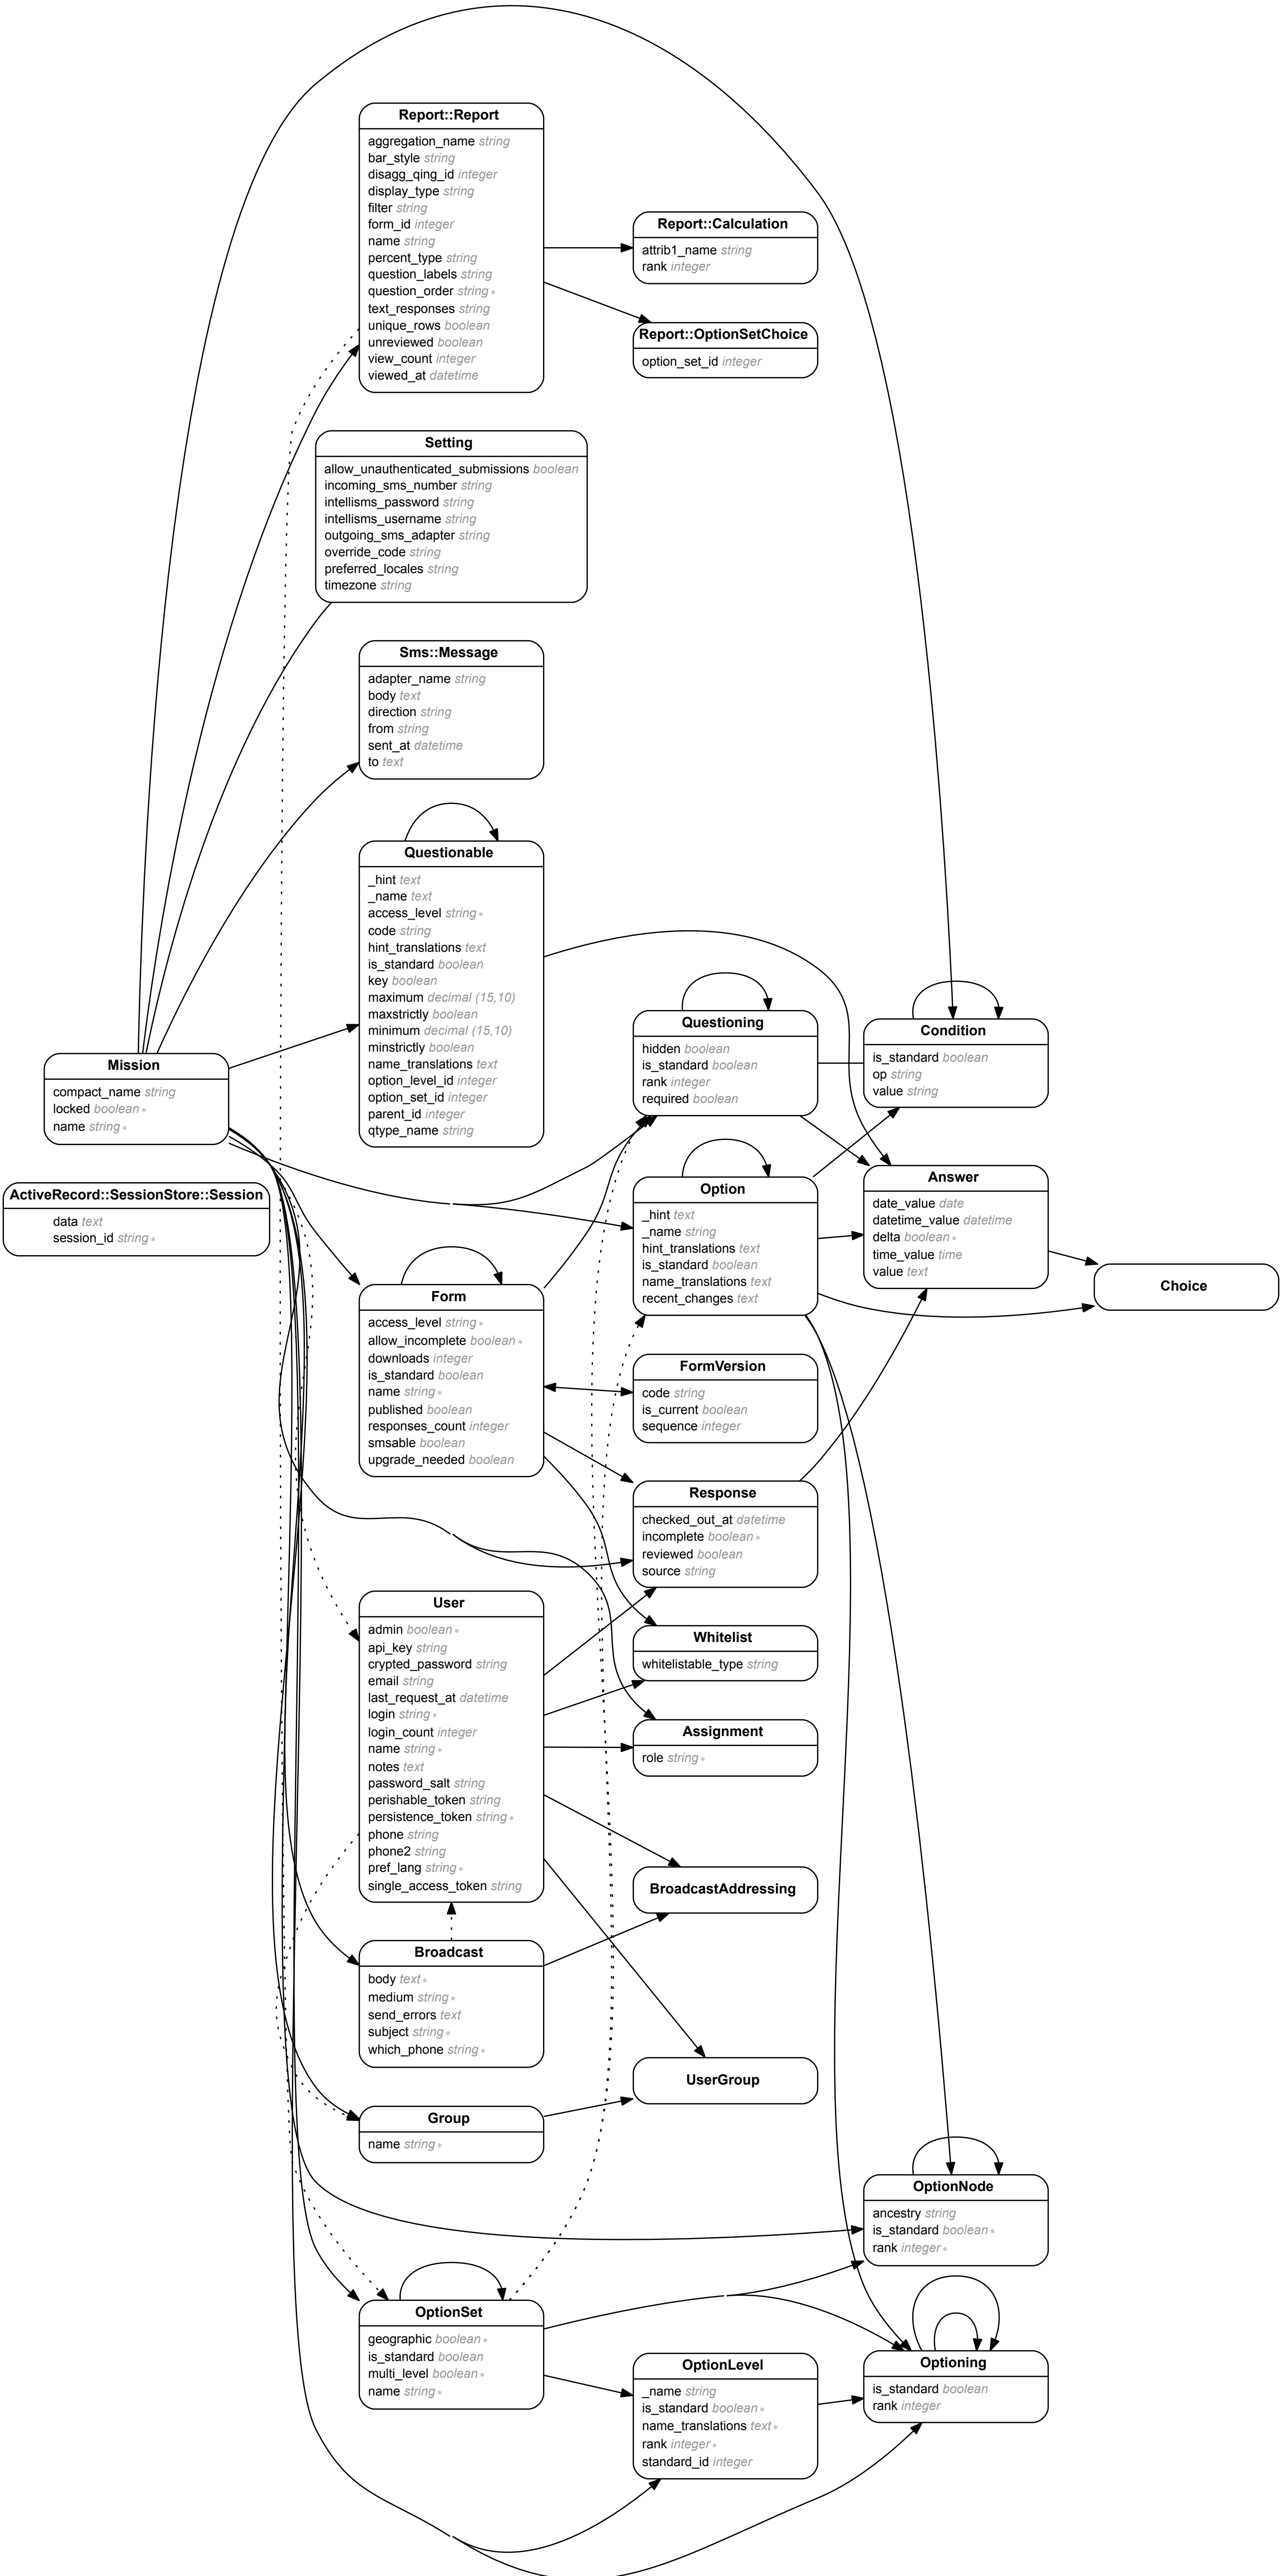 Report::Report
aggregation_name string
bar_style string
disagg_qing_id integer
display_type string
filter string
form_id integer
name string
percent_type string
question_labels string
question_order string ∗
text_responses string
unique_rows boolean
unreviewed boolean
view_count integer
viewed_at datetime
Report::Calculation
attrib1_name string
rank integer
Report::OptionSetChoice
option_set_id integer
Setting
allow_unauthenticated_submissions boolean
incoming_sms_number string
intellisms_password string
intellisms_username string
outgoing_sms_adapter string
override_code string
preferred_locales string
timezone string
Sms::Message
adapter_name string
body text
direction string
from string
sent_at datetime
to text
Questionable
_hint text
_name text
access_level string ∗
code string
hint_translations text
is_standard boolean
key boolean
maximum decimal (15,10)
maxstrictly boolean
minimum decimal (15,10)
minstrictly boolean
name_translations text
option_level_id integer
option_set_id integer
parent_id integer
qtype_name string
Questioning
hidden boolean
is_standard boolean
rank integer
required boolean
Condition
is_standard boolean
op string
value string
Mission
compact_name string
locked boolean ∗
name string ∗
ActiveRecord::SessionStore::Session
data text
session_id string ∗
Option
_hint text
_name string
hint_translations text
is_standard boolean
name_translations text
recent_changes text
Answer
date_value date
datetime_value datetime
delta boolean ∗
time_value time
value text
Choice
Form
access_level string ∗
allow_incomplete boolean ∗
downloads integer
is_standard boolean
name string ∗
published boolean
responses_count integer
smsable boolean
upgrade_needed boolean
FormVersion
code string
is_current boolean
sequence integer
Response
checked_out_at datetime
incomplete boolean ∗
reviewed boolean
source string
User
admin boolean ∗
api_key string
crypted_password string
email string
last_request_at datetime
login string ∗
login_count integer
name string ∗
notes text
password_salt string
perishable_token string
persistence_token string ∗
phone string
phone2 string
pref_lang string ∗
single_access_token string
Whitelist
whitelistable_type string
Assignment
role string ∗
BroadcastAddressing
Broadcast
body text ∗
medium string ∗
send_errors text
subject string ∗
which_phone string ∗
UserGroup
Group
name string ∗
OptionNode
ancestry string
is_standard boolean ∗
rank integer ∗
OptionSet
geographic boolean ∗
is_standard boolean
multi_level boolean ∗
name string ∗
OptionLevel
_name string
is_standard boolean ∗
name_translations text ∗
rank integer ∗
standard_id integer
Optioning
is_standard boolean
rank integer